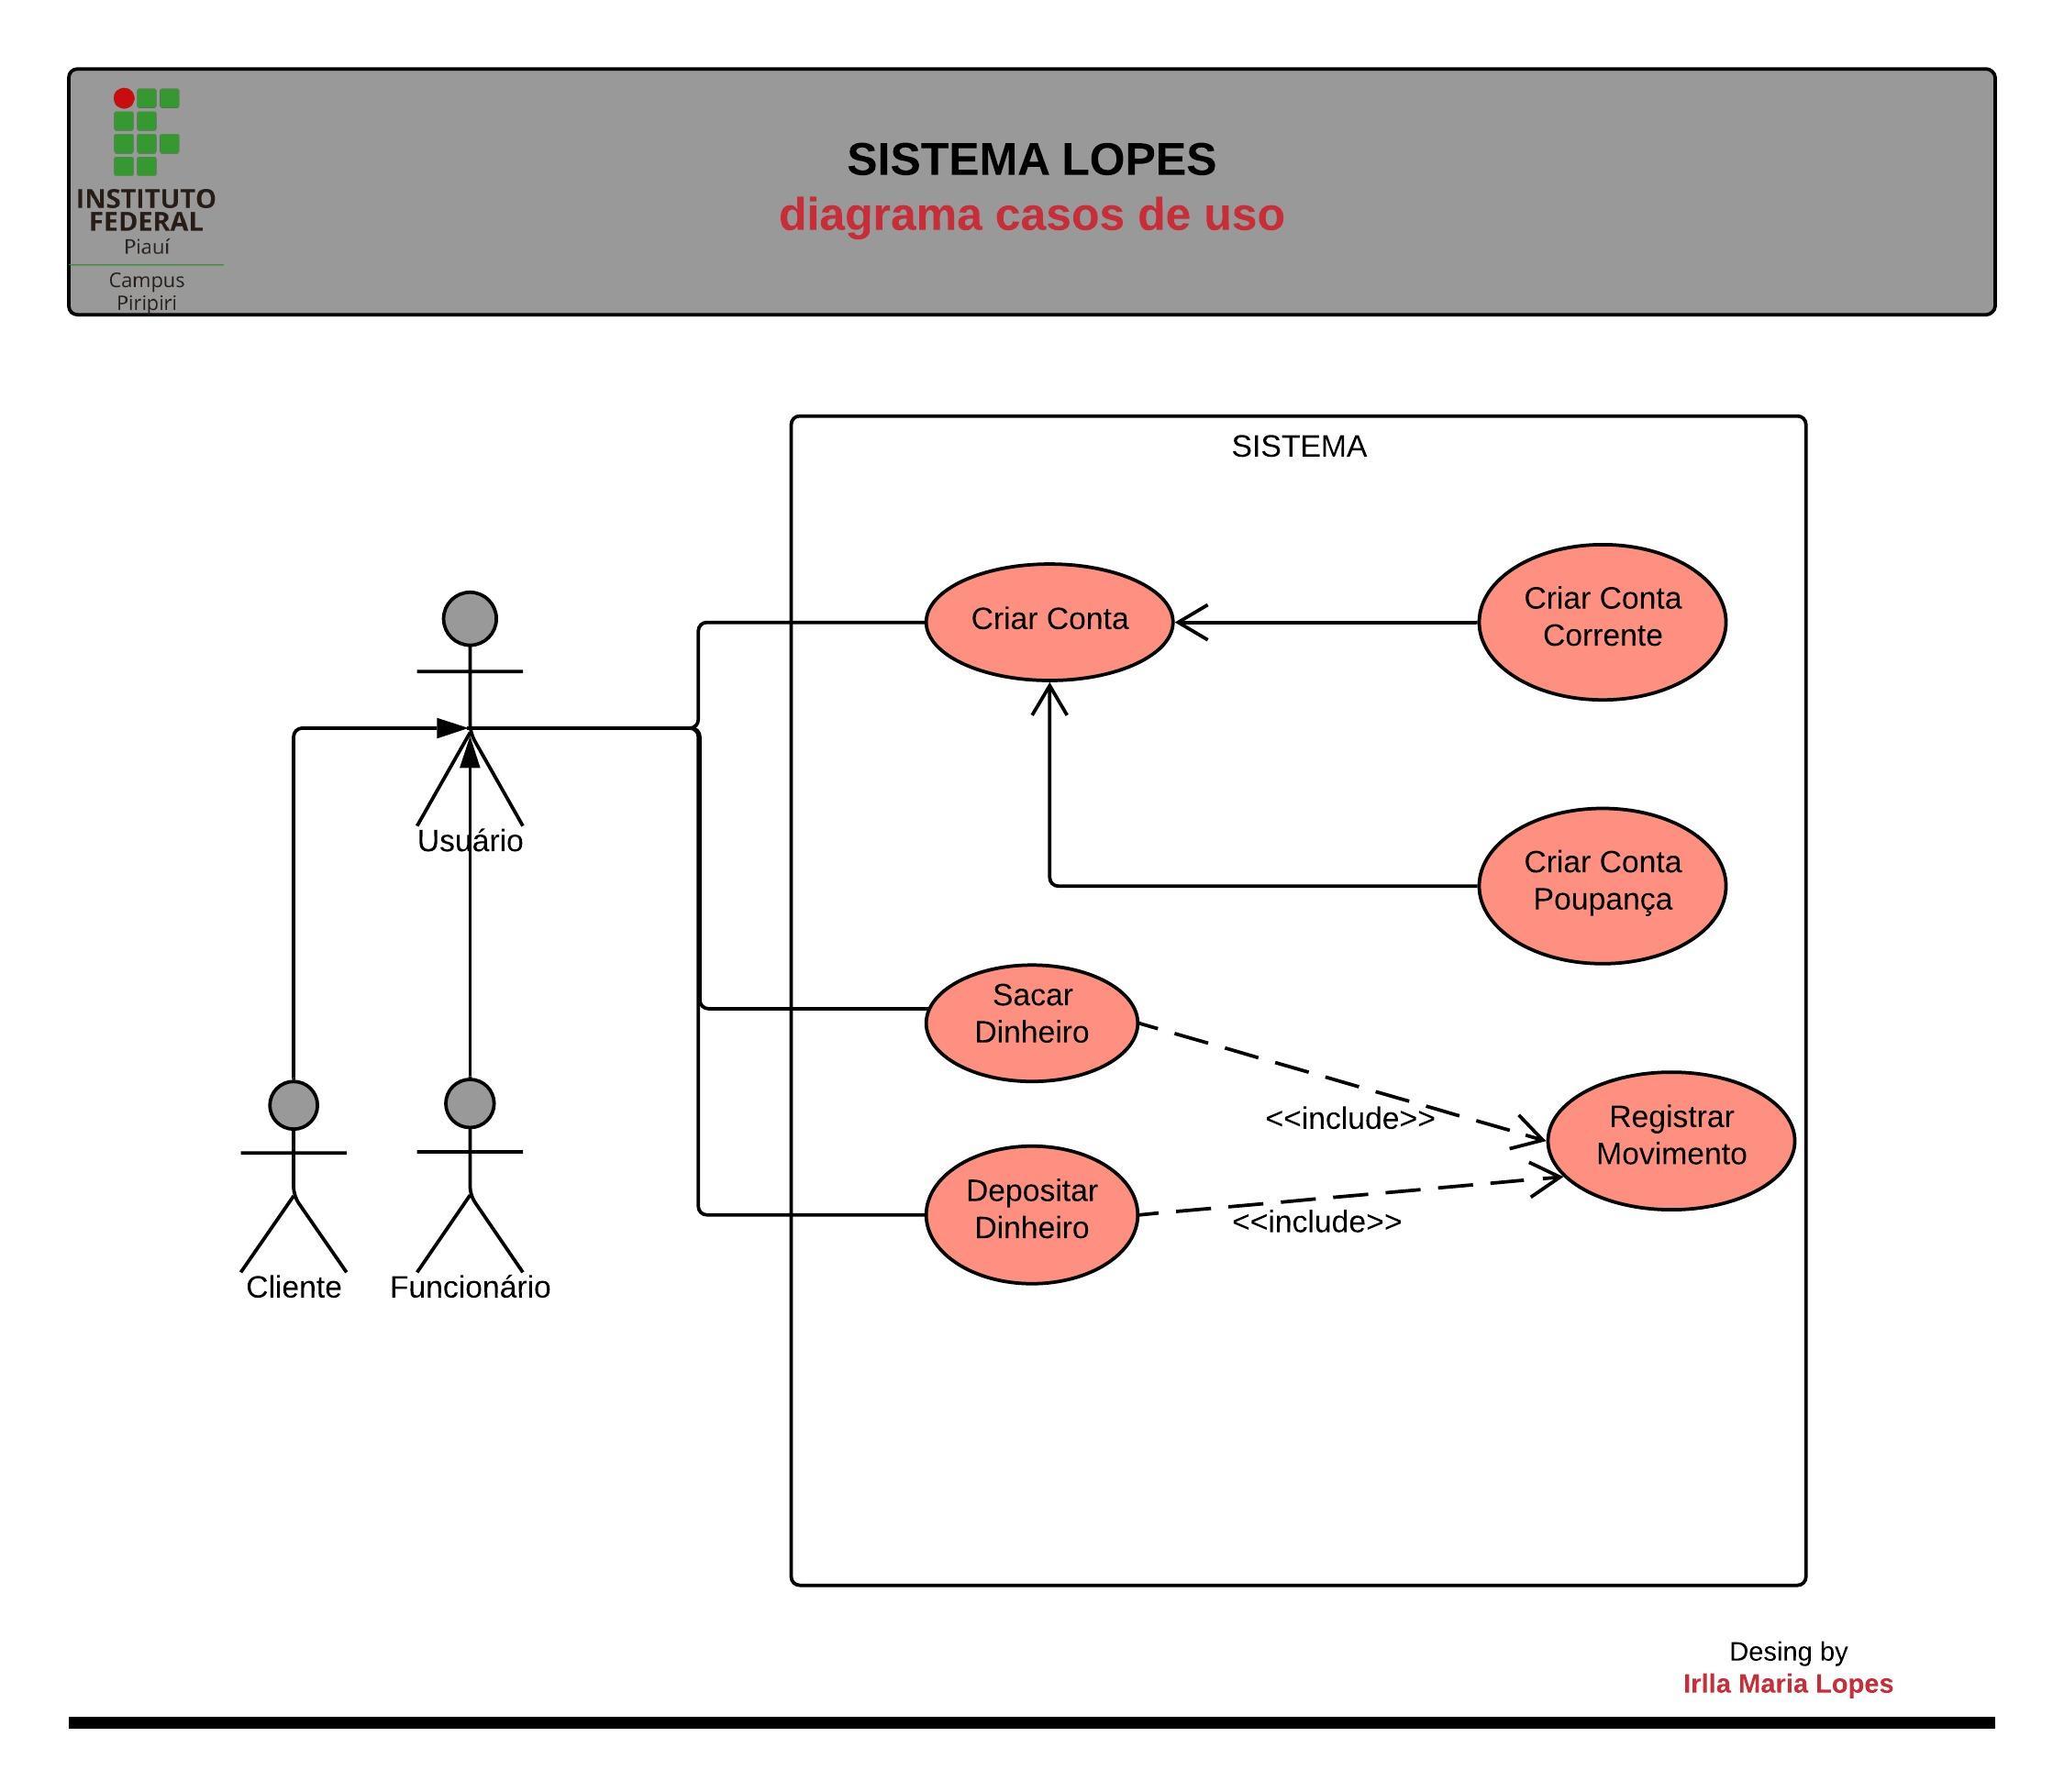 INSTITUTO
FEDERAL
Piauí
Campus
Piripiri
SISTEMA LOPES
diagrama casos de uso
SISTEMA
Criar Conta
Criar Conta
Corrente
Usuário
Criar Conta
Poupança
Sacar
Dinheiro
<<include>>
Registrar
Movimento
Depositar
Dinheiro
<<include>>
Cliente
Funcionário
Desing by
Irlla Maria Lopes